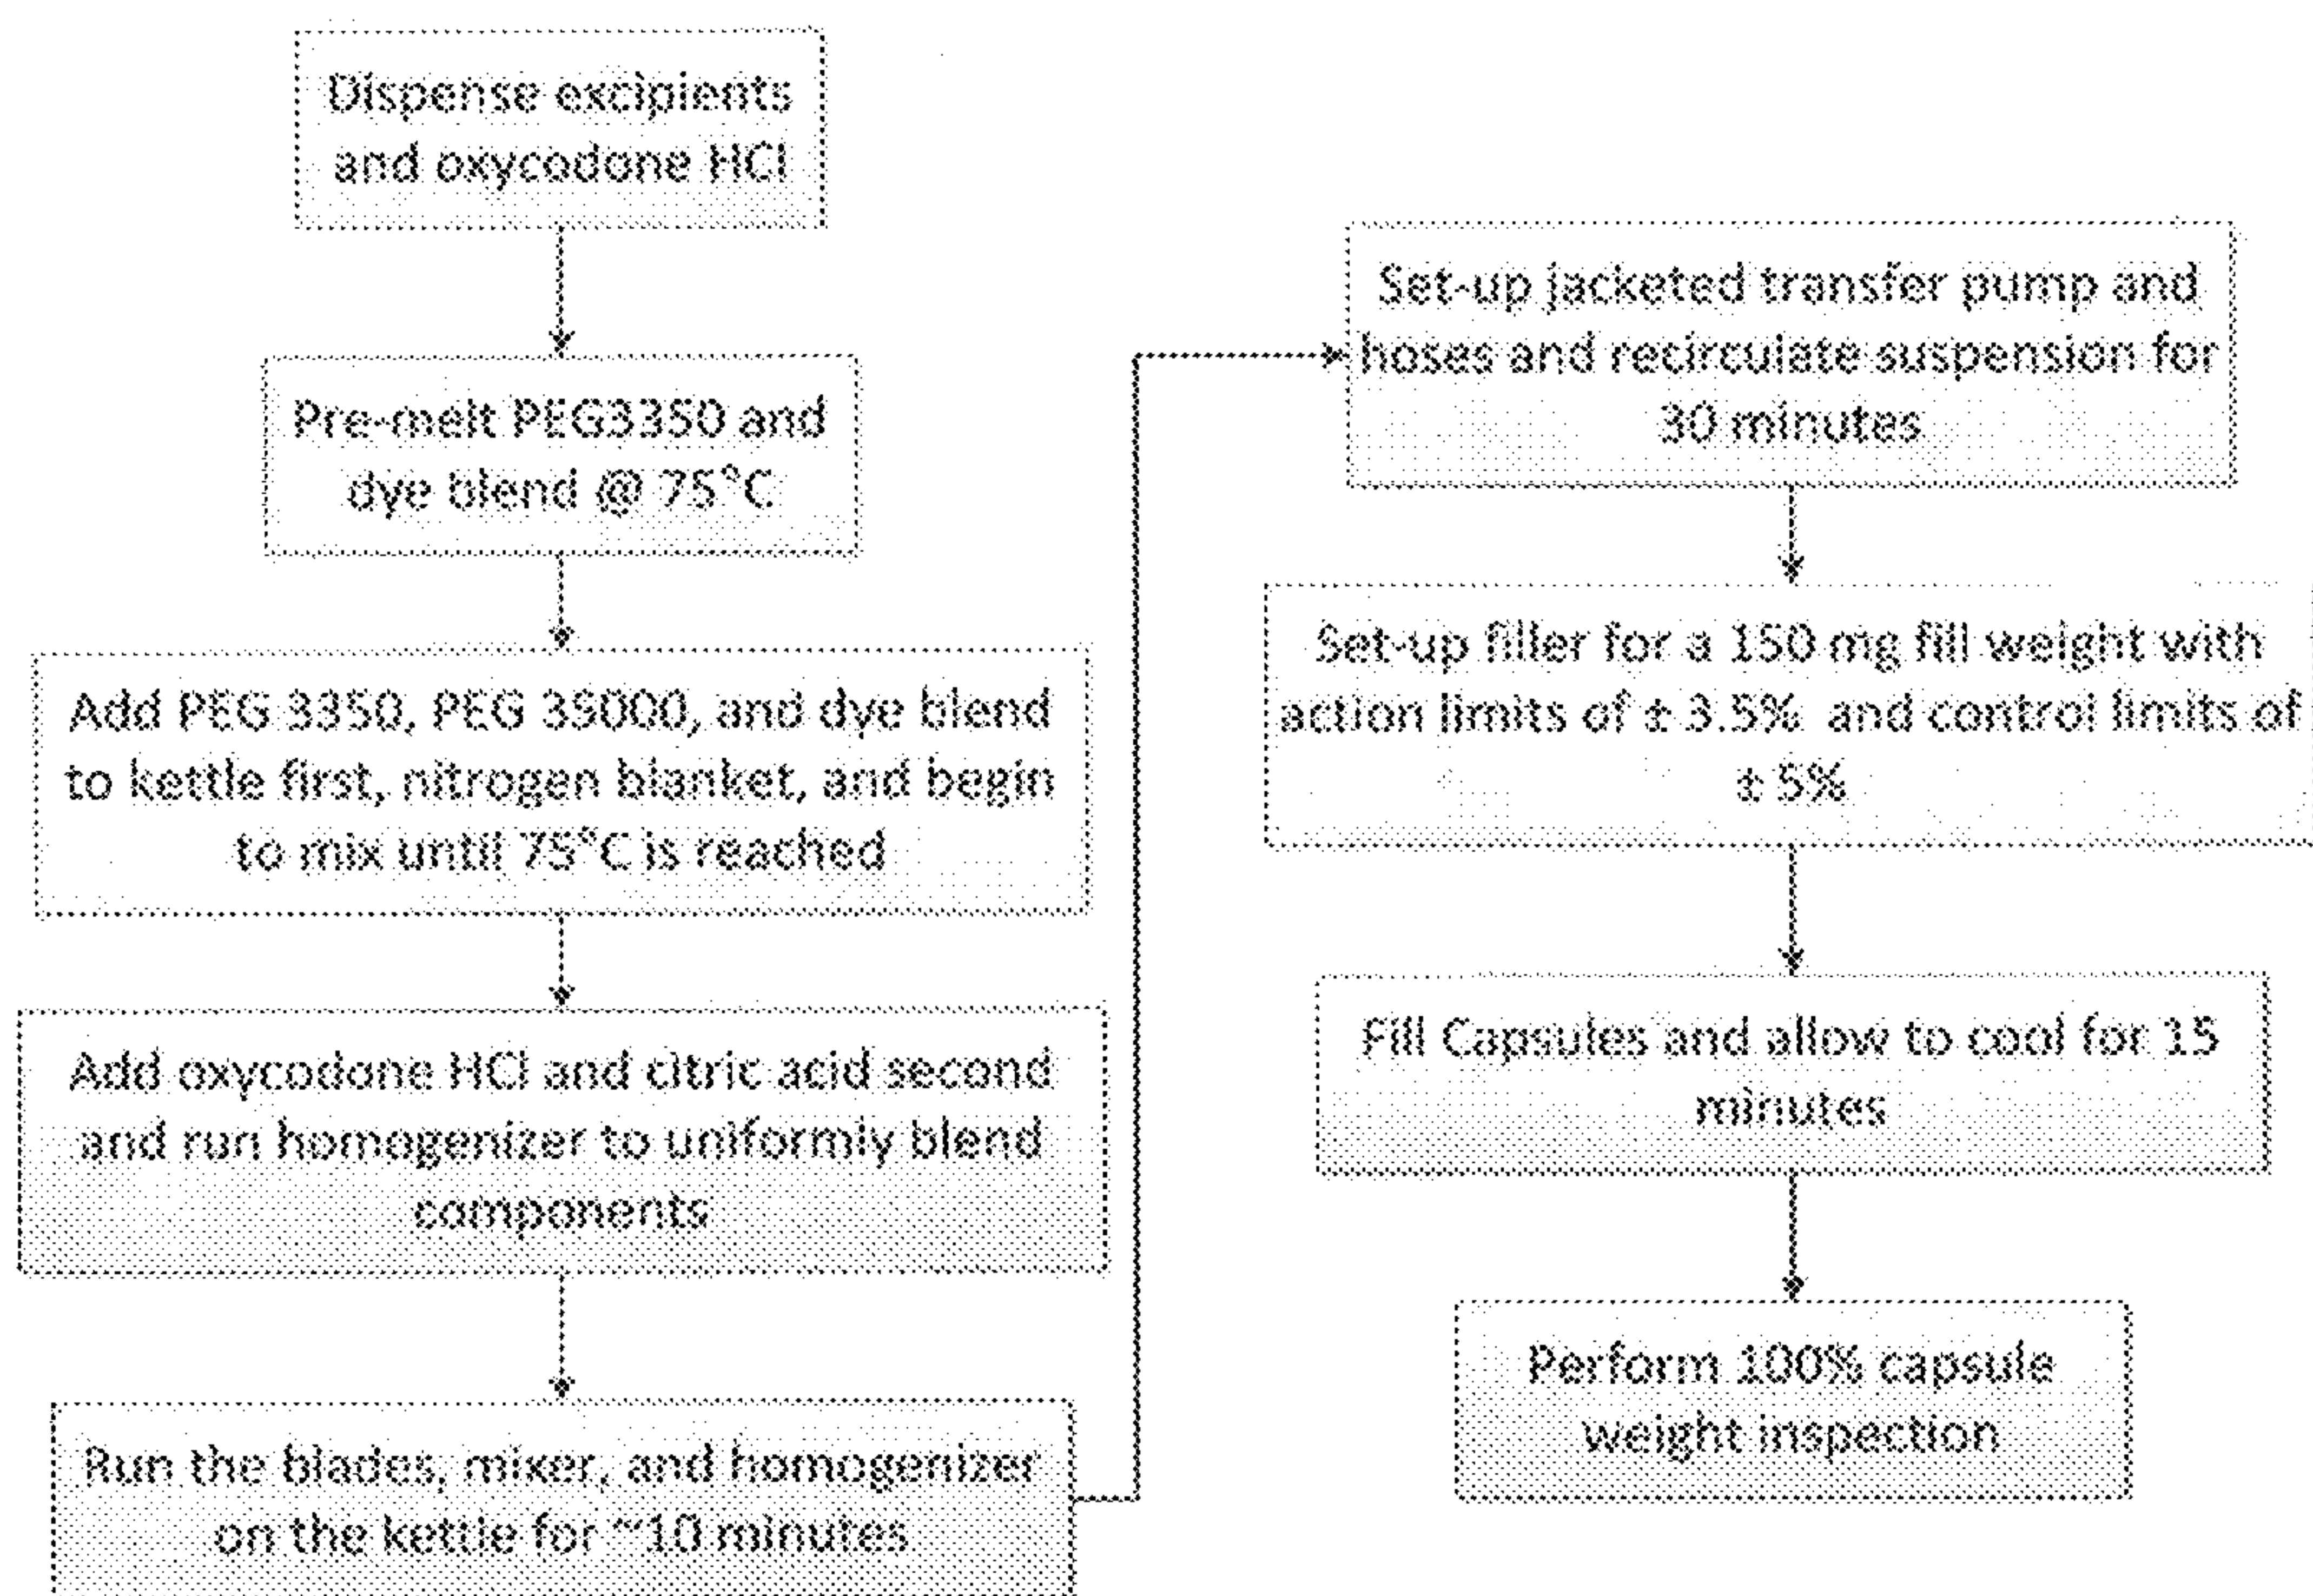 Dispense excipients
and oxycodone HCl
Pre-melt PEG3350 and
dye blend @ 75°C
Add PEG 3350, PEG 35000, and dye blend
to kettle first, nitrogen blanket, and begin
to mix until 75°C is reached
Add oxycodone HCl and citric acid second
and run homogenizer to uniformly blend
components
Run the blades, mixer, and homogenizer
on the kettle for ~10 minutes
Set-up jacketed transfer pump and
hoses and recirculate suspension for
30 minutes
Set-up filler for a 150 mg fill weight with
action limits of ± 3.5% and control limits of
± 5%
Fill Capsules and allow to cool for 15
minutes
Perform 100% capsule
weight inspection